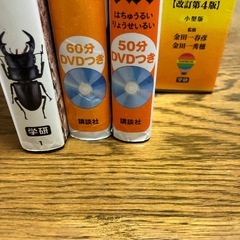 1
60分
DVDつき
講談社
はちゅうるい
りょうせいるい
50分
DVDつき
講談社
【改訂第4版】
小型版
監修
金田一春彦
金田一秀穂
学研